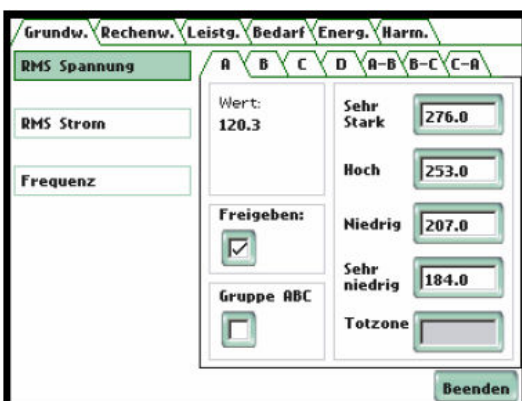 Grundw. Rechenw. Leistg. Bedarf Energ. Harm.
RMS Spannung
RMS Strom
Frequenz
A B C D A-B B-C C-A
Wert:
120.3
Freigeben:
Gruppe ABC
Sehr
Stark
276.0
Hoch
253.0
Niedrig
207.0
Sehr
niedrig
184.0
Totzone
Beenden